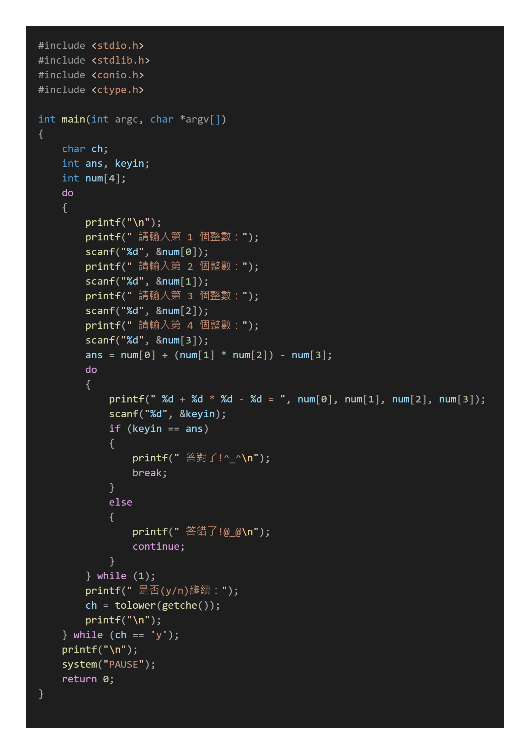 #include <stdio.h>
#include <stdlib.h>
#include <conio.h>
#include <ctype.h>
int main(int argc, char *argv[])
{
    char ch;
    int ans, keyin;
    int num[4];
    do
    {
        printf("\n");
        printf(" 請輸入第 1 個整數：");
        scanf("%d", &num[0]);
        printf(" 請輸入第 2 個整數：");
        scanf("%d", &num[1]);
        printf(" 請輸入第 3 個整數：");
        scanf("%d", &num[2]);
        printf(" 請輸入第 4 個整數：");
        scanf("%d", &num[3]);
        ans = num[0] + (num[1] * num[2]) - num[3];
        do
        {
            printf(" %d + %d * %d - %d = ", num[0], num[1], num[2], num[3]);
            scanf("%d", &keyin);
            if (keyin == ans)
            {
                printf(" 答對了!^_^\n");
                break;
            }
            else
            {
                printf(" 答錯了!@_@\n");
                continue;
            }
        } while (1);
        printf(" 是否(y/n)繼續：");
        ch = tolower(getche());
        printf("\n");
    } while (ch == 'y');
    printf("\n");
    system("PAUSE");
    return 0;
}